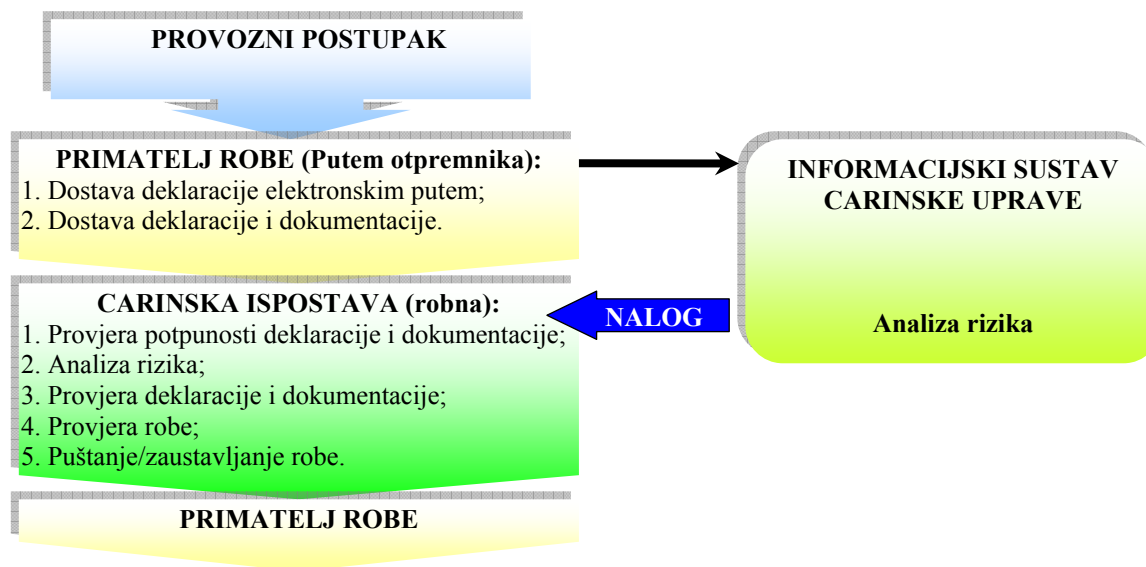 PROVOZNI POSTUPAK
PRIMATELJ ROBE (Putem otpremnika):
1. Dostava deklaracije elektronskim putem;
2. Dostava deklaracije i dokumentacije.
INFORMACIJSKI SUSTAV
CARINSKE UPRAVE
Analiza rizika
NALOG
CARINSKA ISPOSTAVA (robna):
1. Provjera potpunosti deklaracije i dokumentacije;
2. Analiza rizika;
3. Provjera deklaracije i dokumentacije;
4. Provjera robe;
5. Puštanje/zaustavljanje robe.
PRIMATELJ ROBE